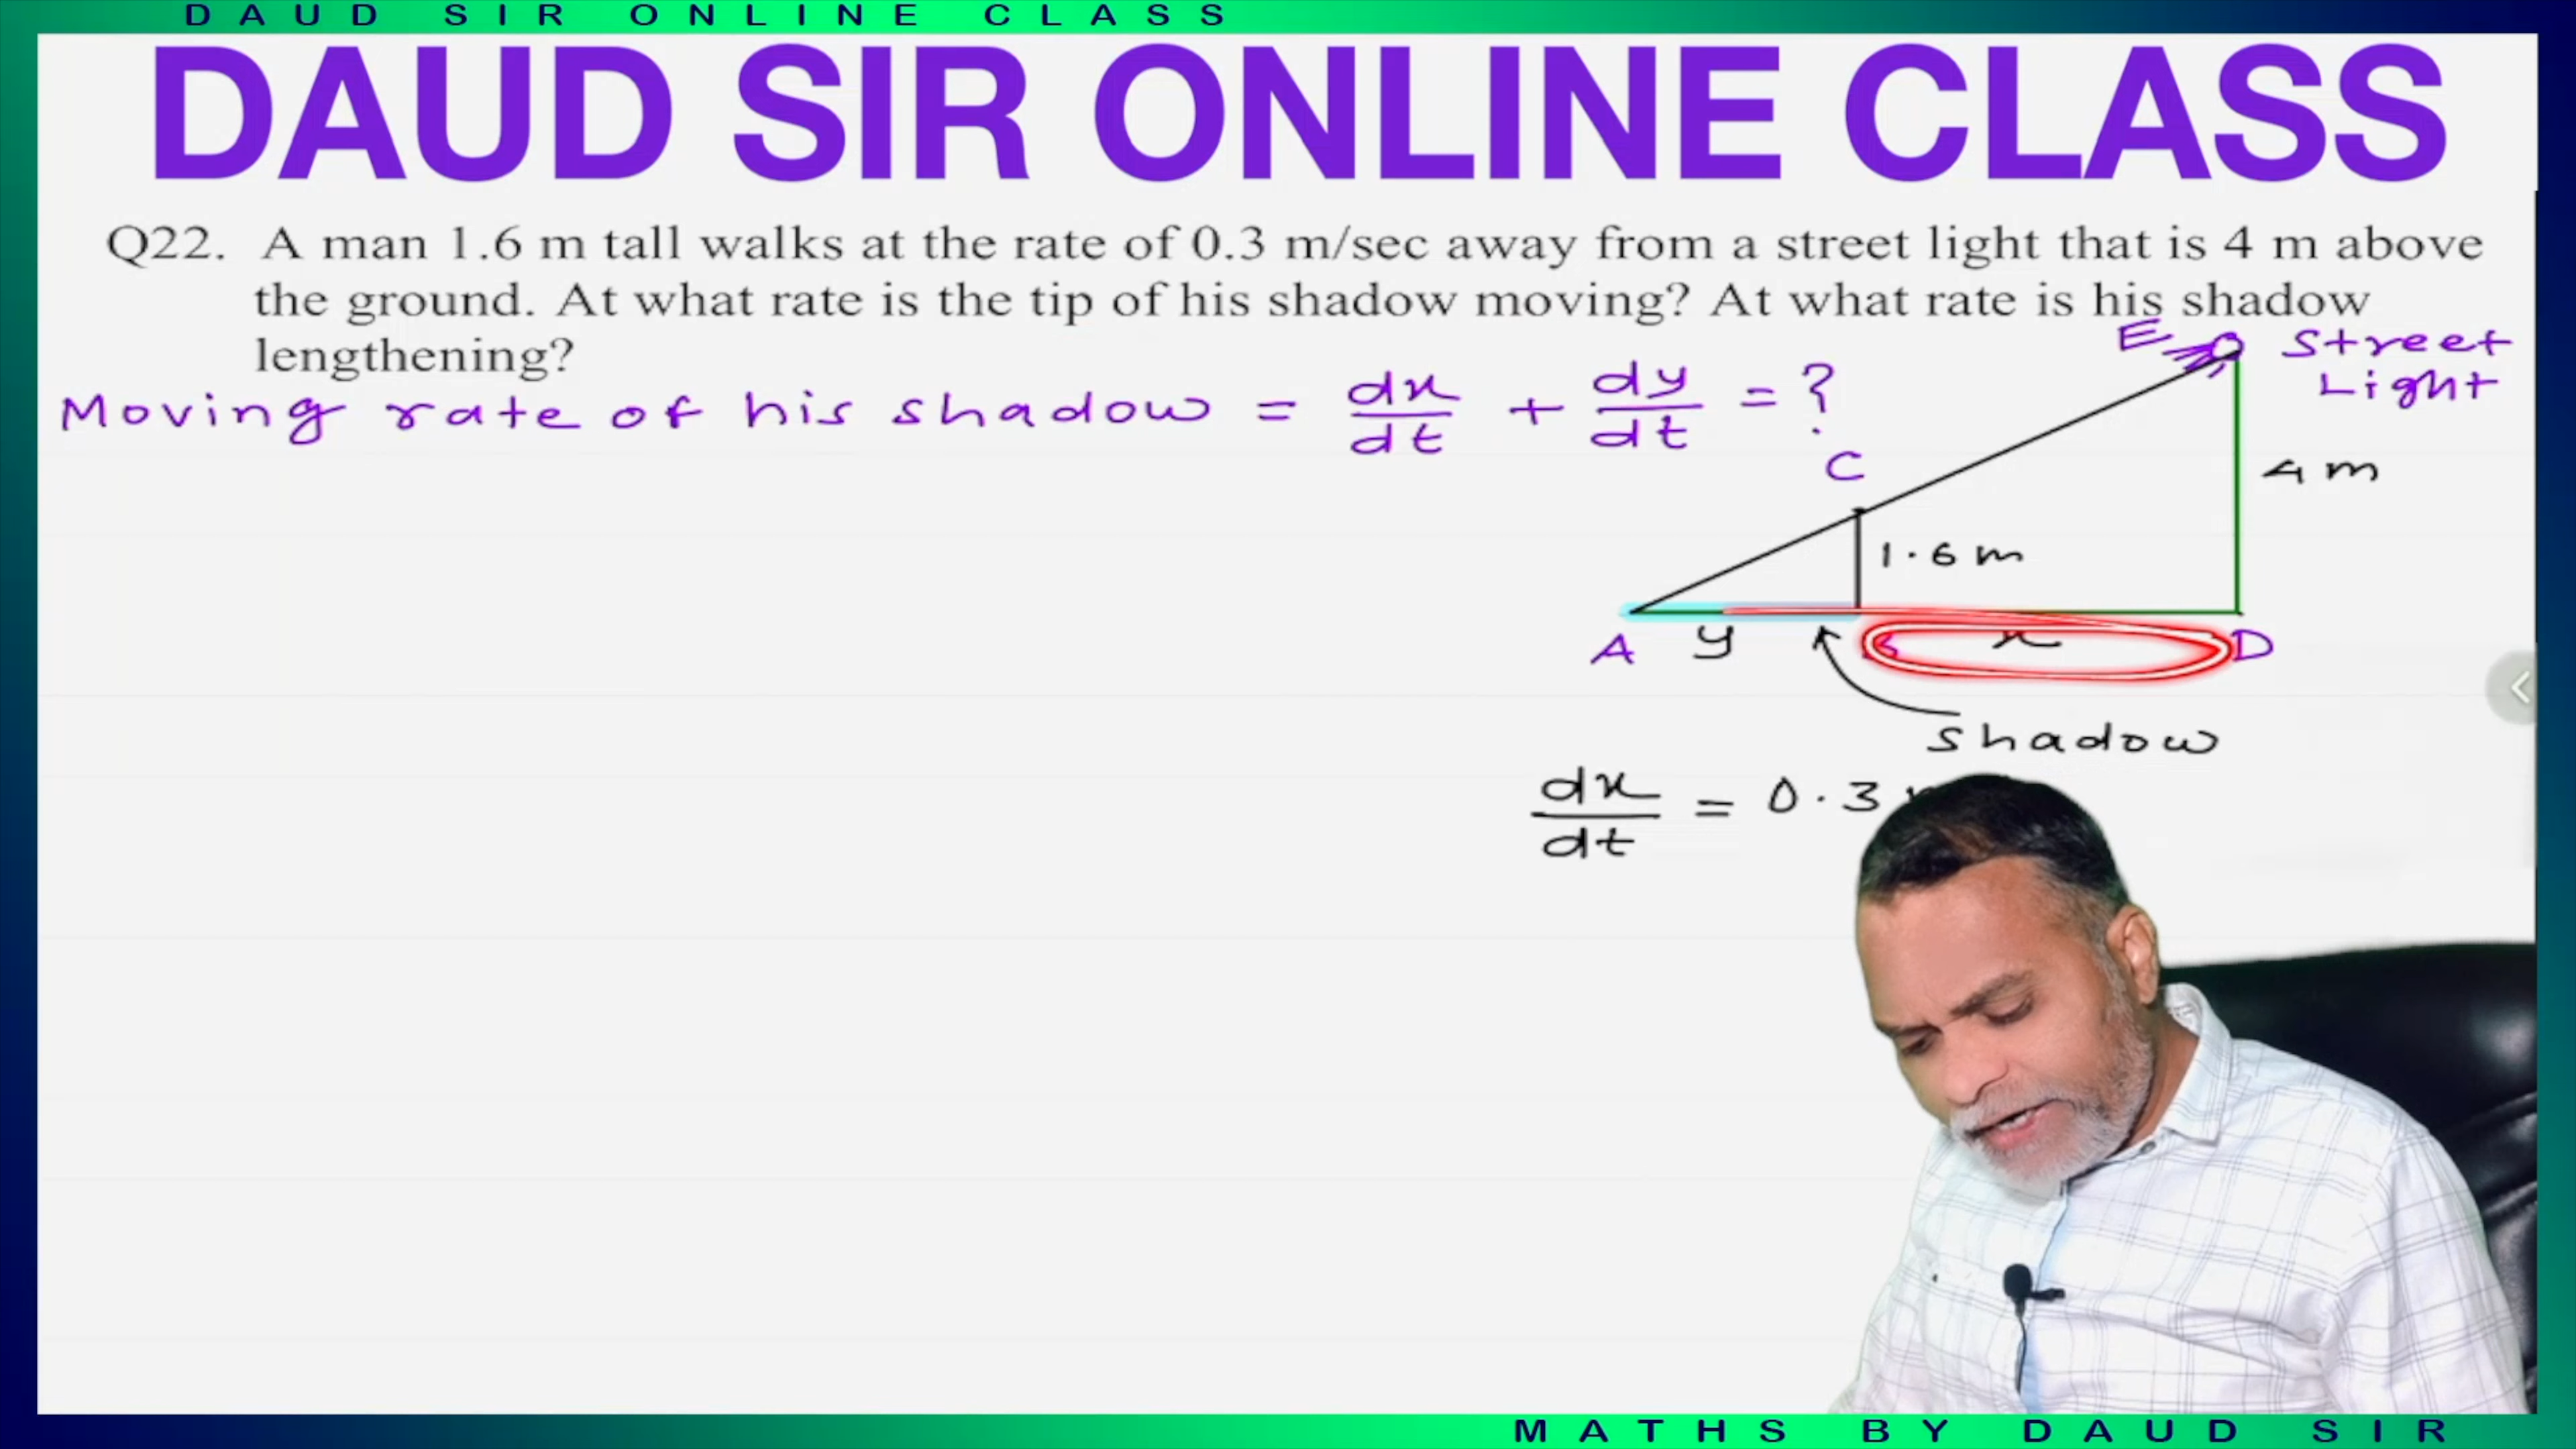 DAUD SIR ONLINE CLASS
DAUD SIR ONLINE CLASS
Q22. A man 1.6 m tall walks at the rate of 0.3 m/sec away from a street light that is 4 m above
the ground. At what rate is the tip of his shadow moving? At what rate is his shadow
lengthening?
E Street
Light
Moving rate of his shadow = dx/dt + dy/dt = ?
C
4 m
1.6 m
A y x D
shadow
dx/dt = 0.3
MATHS BY DAUD SIR